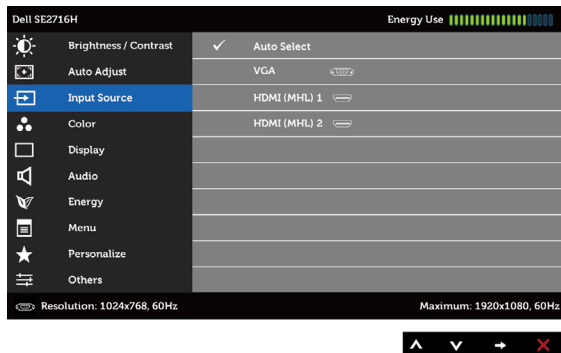 Dell SE2716H Energy Use
Brightness / Contrast Auto Select
Auto Adjust VGA
Input Source HDMI (MHL) 1
Color HDMI (MHL) 2
Display
Audio
Energy
Menu
Personalize
Others
Resolution: 1024x768, 60Hz Maximum: 1920x1080, 60Hz